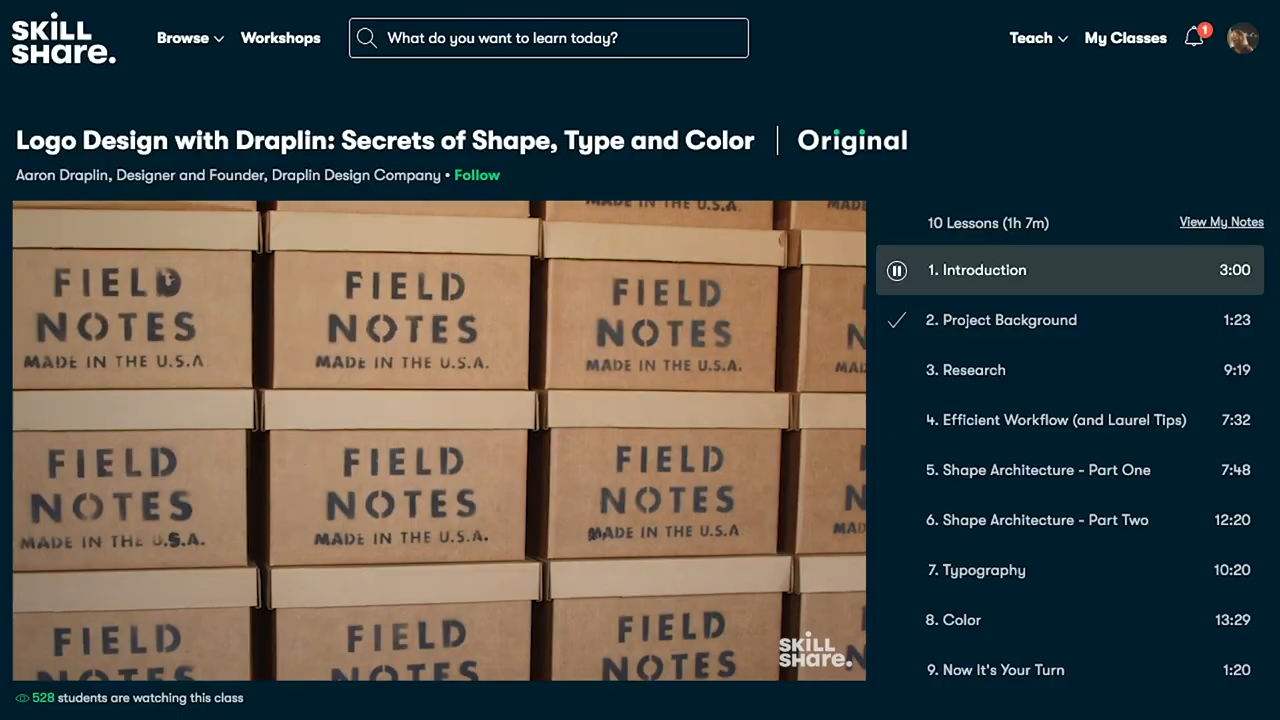 SKILL
SHARE.
Browse
Workshops
What do you want to learn today?
Teach
My Classes
1
Logo Design with Draplin: Secrets of Shape, Type and Color | Original
Aaron Draplin, Designer and Founder, Draplin Design Company • Follow
MADE IN THE U.S.A.
MADE
FIELD
NOTES
MADE IN THE U.S.A
FIELD
NOTES
MADE IN THE U.S.A.
FIELD
NOTES
MADE IN THE U.S.A.
FIELD
NOTES
MADE IN THE U.S.A.
FIELD
NOTES
MADE IN THE U.S.A.
FIELD
NOTES
MADE IN THE U.S.A
FIELD
NOTES
FIELD
NOTES
FIELD
NOTES
SKILL
SHARE.
10 Lessons (1h 7m)
View My Notes
1. Introduction 3:00
2. Project Background 1:23
3. Research 9:19
4. Efficient Workflow (and Laurel Tips) 7:32
5. Shape Architecture - Part One 7:48
6. Shape Architecture - Part Two 12:20
7. Typography 10:20
8. Color 13:29
9. Now It's Your Turn 1:20
528 students are watching this class